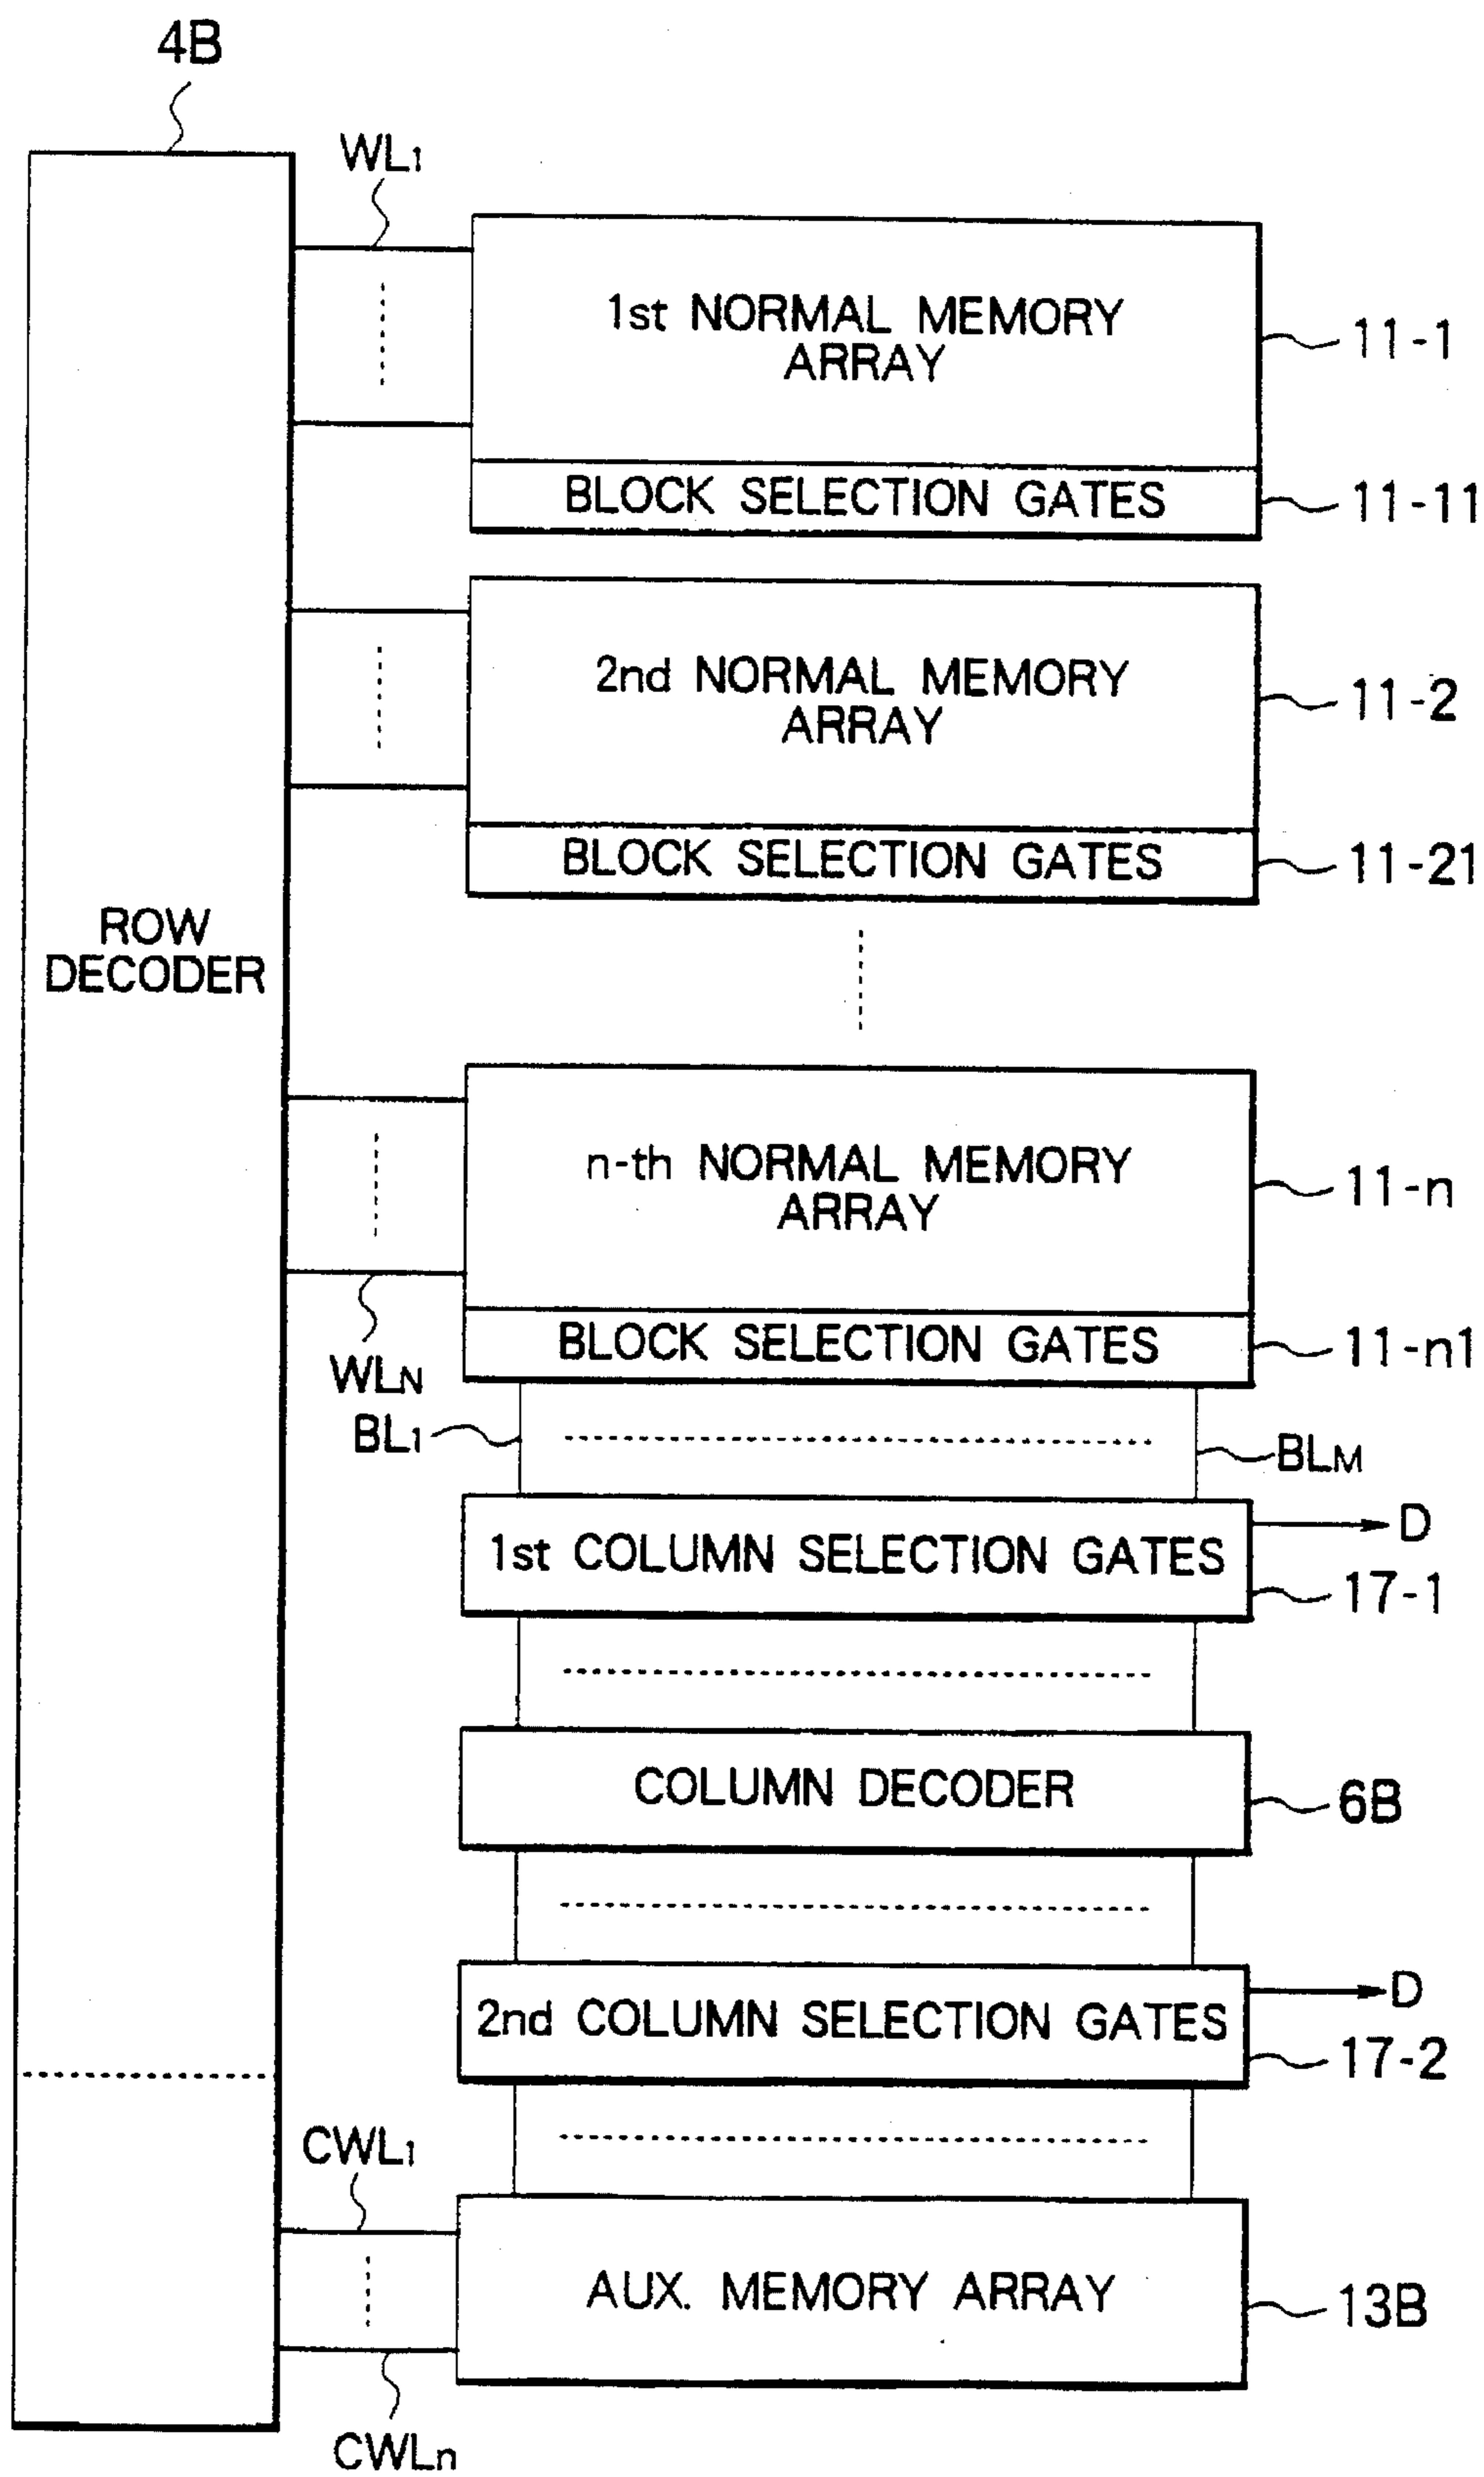 4B
WL1
1st NORMAL MEMORY
ARRAY
11-1
BLOCK SELECTION GATES
11-11
2nd NORMAL MEMORY
ARRAY
11-2
BLOCK SELECTION GATES
11-21
ROW
DECODER
n-th NORMAL MEMORY
ARRAY
11-n
WLN
BLOCK SELECTION GATES
11-n1
BL1
BLM
1st COLUMN SELECTION GATES
D
17-1
COLUMN DECODER
6B
2nd COLUMN SELECTION GATES
D
17-2
CWL1
AUX. MEMORY ARRAY
13B
CWLn